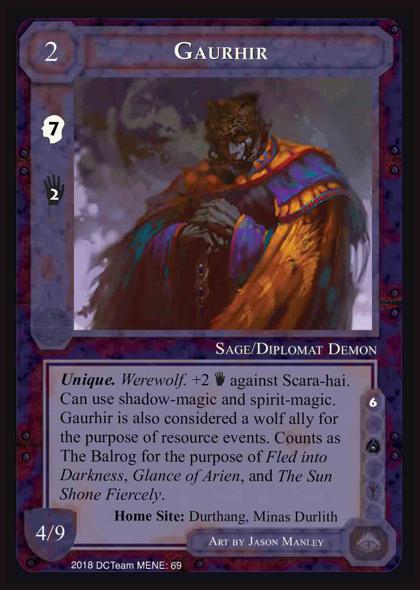 2
GAURHIR
7
2
SAGE/DIPLOMAT DEMON
Unique. Werewolf. +2 against Scara-hai.
Can use shadow-magic and spirit-magic.
Gaurhir is also considered a wolf ally for
the purpose of resource events. Counts as
The Balrog for the purpose of Fled into
Darkness, Glance of Arien, and The Sun
Shone Fiercely.
Home Site: Durthang, Minas Durlith
6
4/9
ART BY JASON MANLEY
2018 DCTeam MENE: 69